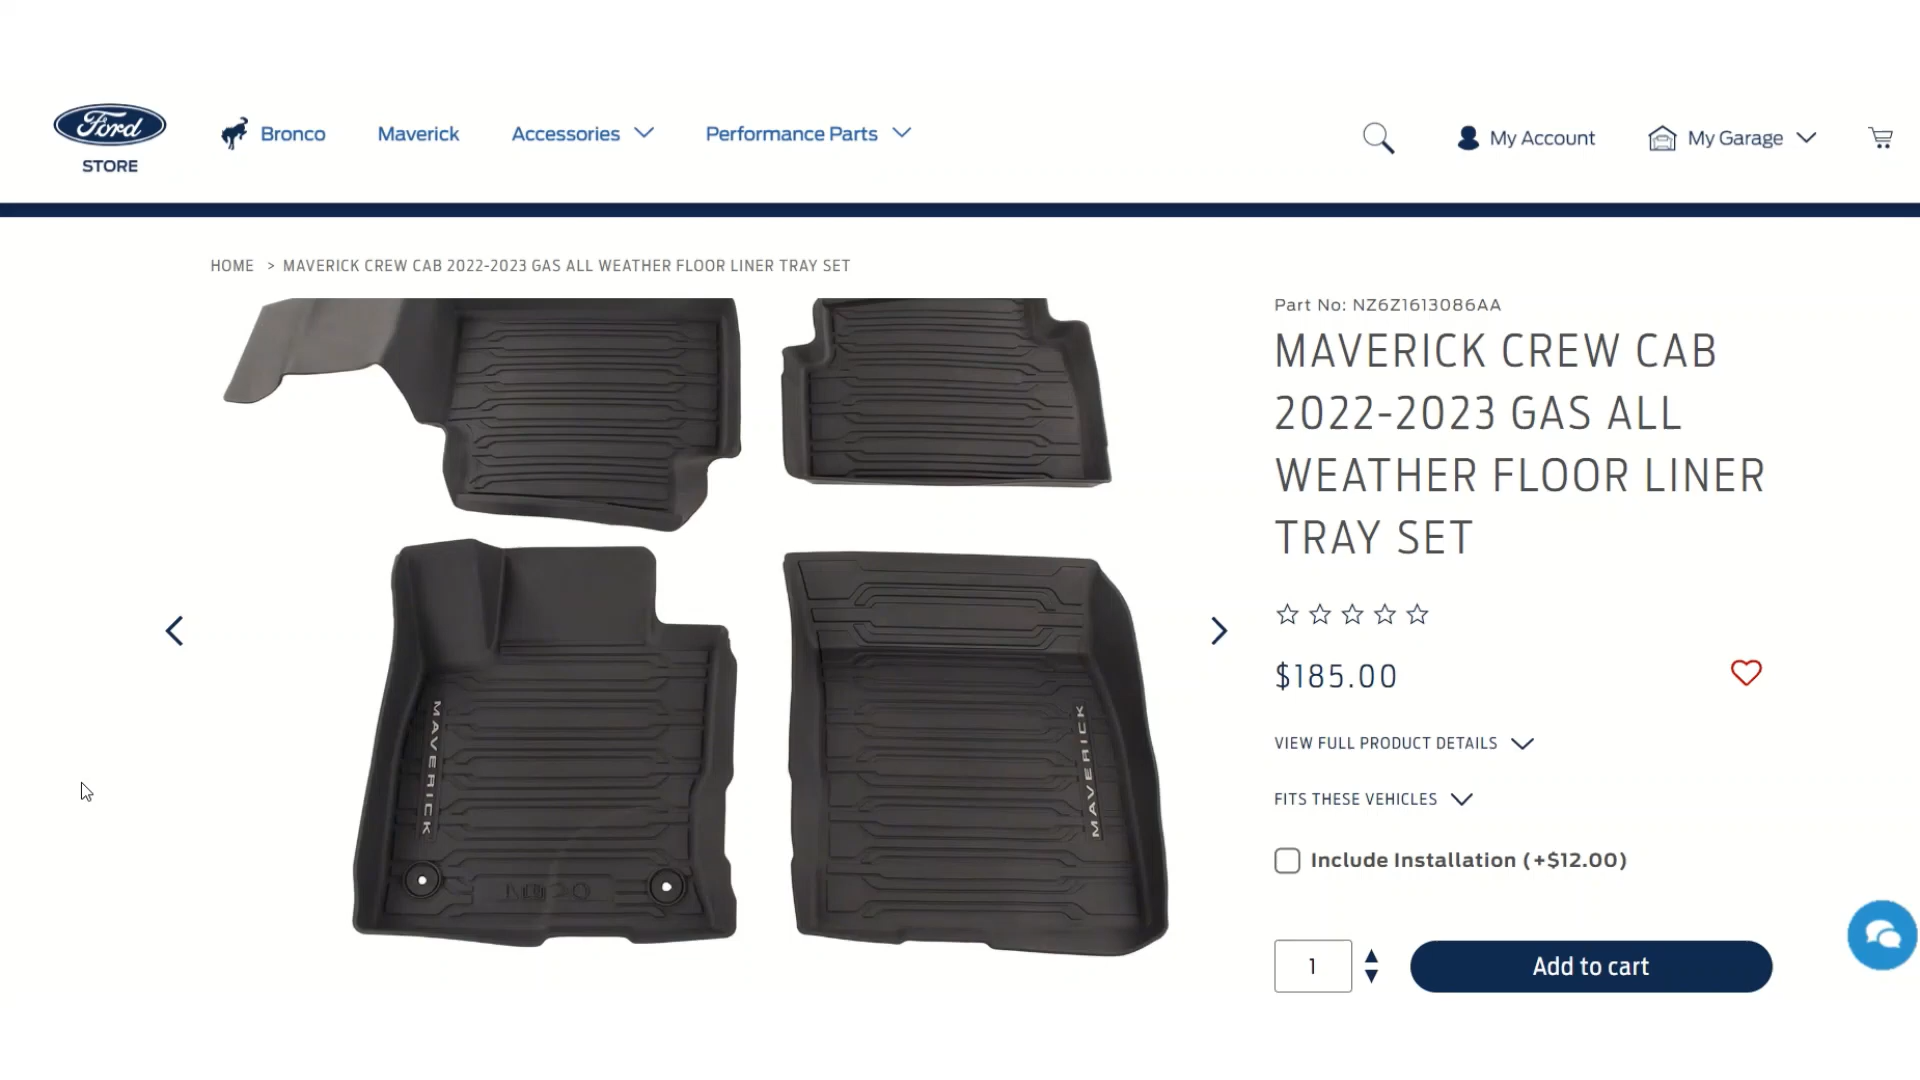 Ford
STORE
Bronco
Maverick
Accessories
Performance Parts
My Account
My Garage
HOME > MAVERICK CREW CAB 2022-2023 GAS ALL WEATHER FLOOR LINER TRAY SET
Part No: NZ6Z1613086AA
MAVERICK CREW CAB
2022-2023 GAS ALL
WEATHER FLOOR LINER
TRAY SET
$185.00
VIEW FULL PRODUCT DETAILS
FITS THESE VEHICLES
Include Installation (+$12.00)
1
Add to cart
MAVERICK
MAVERICK